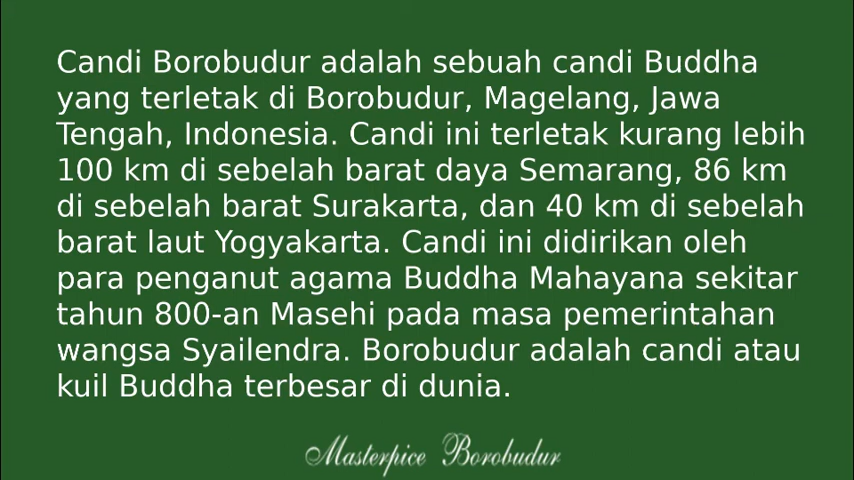 Candi Borobudur adalah sebuah candi Buddha
yang terletak di Borobudur, Magelang, Jawa
Tengah, Indonesia. Candi ini terletak kurang lebih
100 km di sebelah barat daya Semarang, 86 km
di sebelah barat Surakarta, dan 40 km di sebelah
barat laut Yogyakarta. Candi ini didirikan oleh
para penganut agama Buddha Mahayana sekitar
tahun 800-an Masehi pada masa pemerintahan
wangsa Syailendra. Borobudur adalah candi atau
kuil Buddha terbesar di dunia.
Masterpice Borobudur